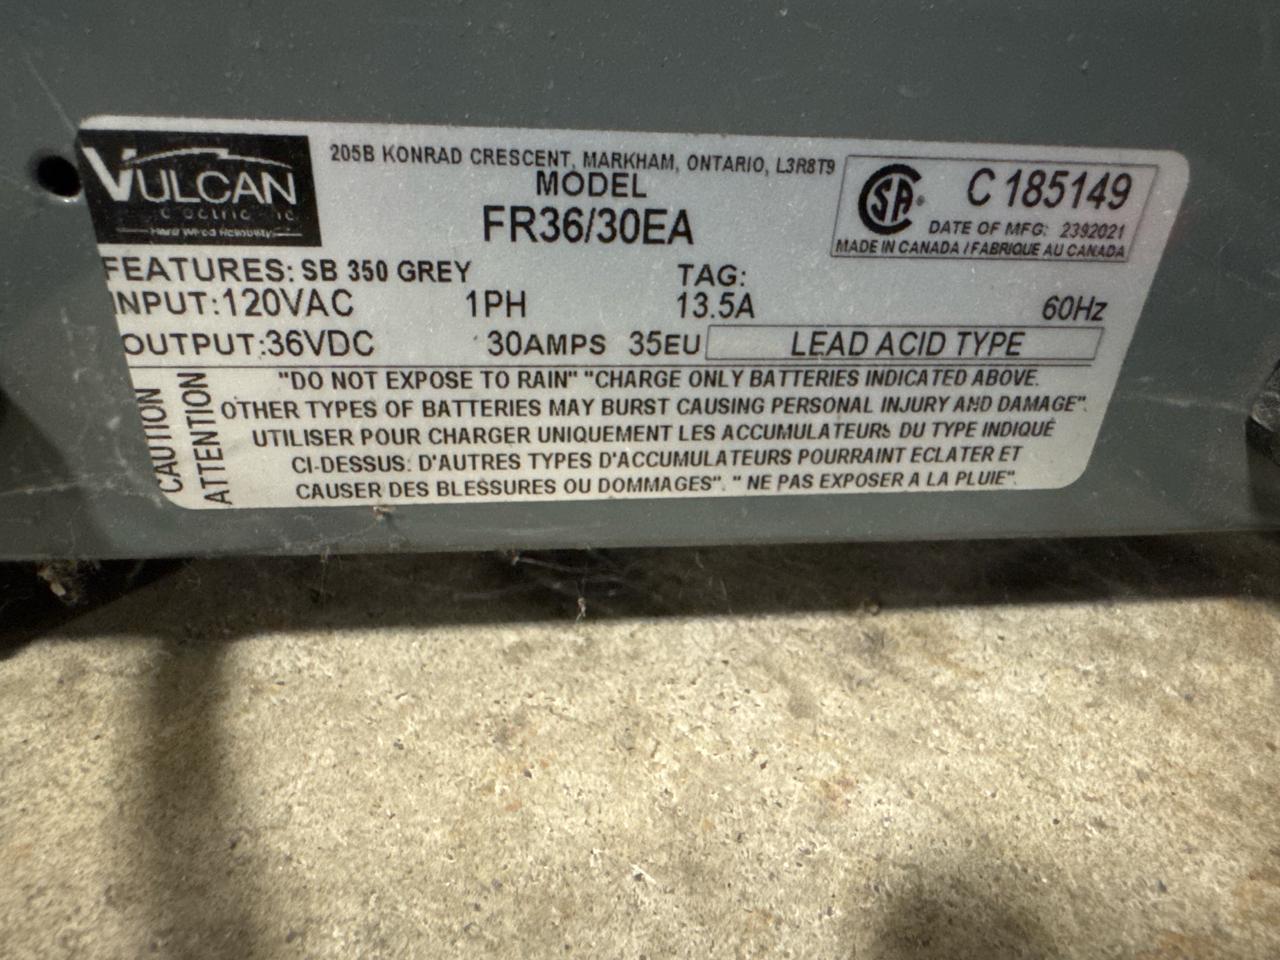 205B KONRAD CRESCENT, MARKHAM, ONTARIO, L3R8T9
VULCAN
Hard Wired Reliability
MODEL
FR36/30EA
CSA
C 185149
DATE OF MFG: 2392021
MADE IN CANADA / FABRIQUE AU CANADA
FEATURES: SB 350 GREY TAG:
INPUT:120VAC 1PH 13.5A 60Hz
OUTPUT:36VDC 30AMPS 35EU LEAD ACID TYPE
CAUTION
ATTENTION
"DO NOT EXPOSE TO RAIN" "CHARGE ONLY BATTERIES INDICATED ABOVE.
OTHER TYPES OF BATTERIES MAY BURST CAUSING PERSONAL INJURY AND DAMAGE".
UTILISER POUR CHARGER UNIQUEMENT LES ACCUMULATEURS DU TYPE INDIQUÉ
CI-DESSUS: D'AUTRES TYPES D'ACCUMULATEURS POURRAINT ECLATER ET
CAUSER DES BLESSURES OU DOMMAGES". " NE PAS EXPOSER A LA PLUIE".